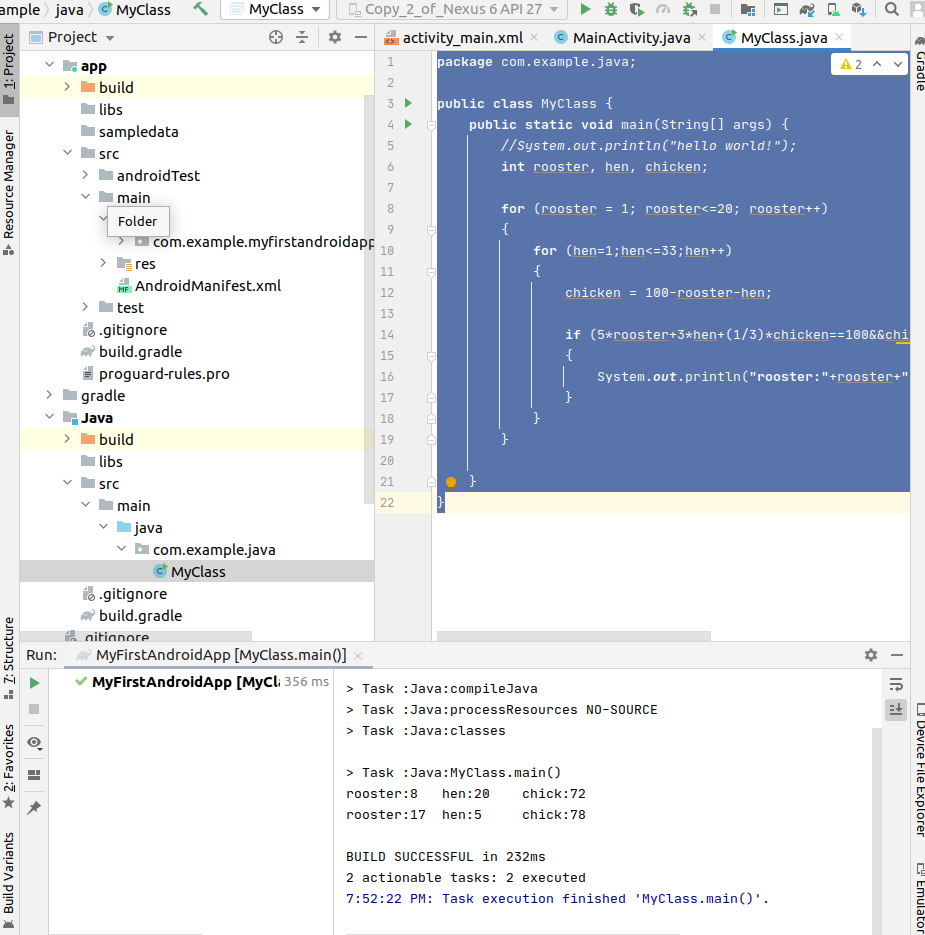 ample
java
MyClass
MyClass
Copy_2_of_Nexus 6 API 27
1: Project
Resource Manager
7: Structure
2: Favorites
Build Variants
Project
app
build
libs
sampledata
src
androidTest
main
Folder
com.example.myfirstandroidapp
res
AndroidManifest.xml
test
.gitignore
build.gradle
proguard-rules.pro
gradle
Java
build
libs
src
main
java
com.example.java
MyClass
.gitignore
build.gradle
.gitignore
activity_main.xml
MainActivity.java
MyClass.java
2
1 package com.example.java;
2
3 public class MyClass {
4 public static void main(String[] args) {
5 //System.out.println("hello world!");
6 int rooster, hen, chicken;
7
8 for (rooster = 1; rooster<=20; rooster++)
9 {
10 for (hen=1;hen<=33;hen++)
11 {
12 chicken = 100-rooster-hen;
13
14 if (5*rooster+3*hen+(1/3)*chicken==100&&chi
15 {
16 System.out.println("rooster:"+rooster+"
17 }
18 }
19 }
20
21 }
22 }
Gradle
Device File Explorer
Emulator
Run:
MyFirstAndroidApp [MyClass.main()]
MyFirstAndroidApp [MyCl
356 ms
> Task :Java:compileJava
> Task :Java:processResources NO-SOURCE
> Task :Java:classes
> Task :Java:MyClass.main()
rooster:8 hen:20 chick:72
rooster:17 hen:5 chick:78
BUILD SUCCESSFUL in 232ms
2 actionable tasks: 2 executed
7:52:22 PM: Task execution finished 'MyClass.main()'.